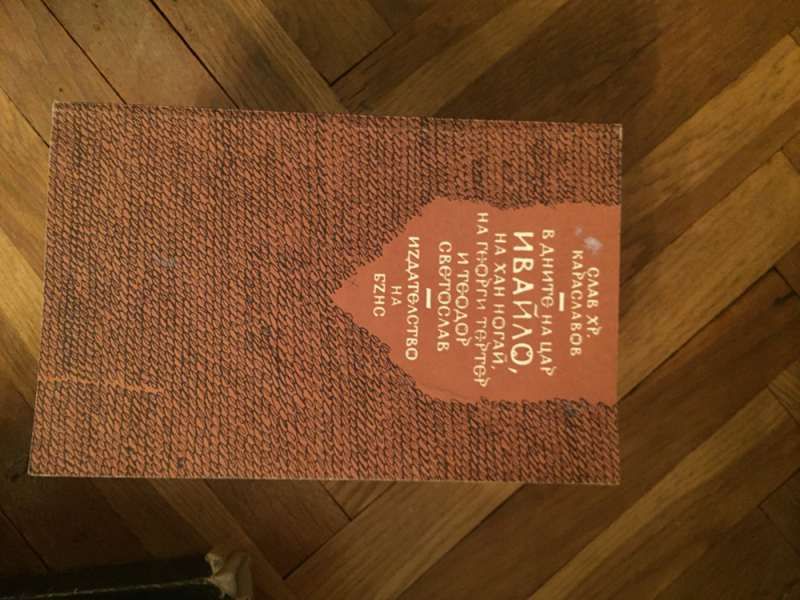 СЛАВ ХР.
КАРАСЛАВОВ
В ДНИТЕ НА ЦАР
ИВАЙЛО,
НА ХАН НОГАЙ,
НА ГЕОРГИ ТЕРТЕР
И ТЕОДОР
СВЕТОСЛАВ
ИЗДАТЕЛСТВО
НА
БЗНС